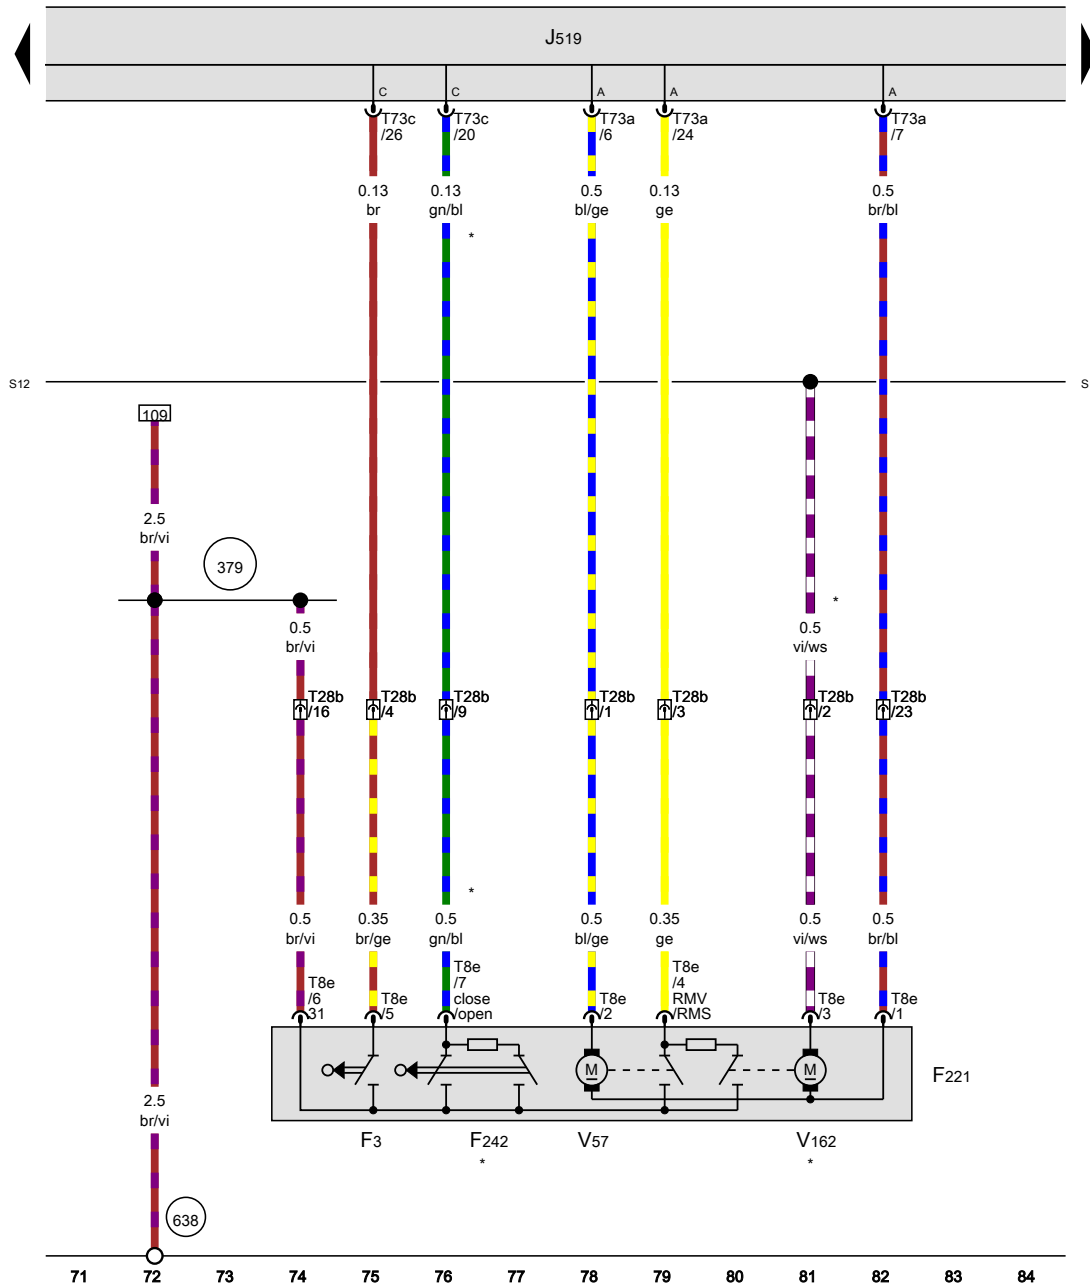 J519
C C A A A
T73c T73c T73a T73a T73a
/26 /20 /6 /24 /7
0.13 0.13 0.5 0.13 0.5
br gn/bl bl/ge ge br/bl
*
S12 S
109
2.5
br/vi
379
*
0.5 0.5
br/vi vi/ws
T28b T28b T28b T28b T28b T28b T28b
/16 /4 /9 /1 /3 /2 /23
*
0.5 0.35 0.5 0.5 0.35 0.5 0.5
br/vi br/ge gn/bl bl/ge ge vi/ws br/bl
T8e T8e
/7 /4
T8e close RMV
/6 T8e /open T8e /RMS T8e T8e
31 /5 /2 /3 /1
M M
F221
2.5
br/vi
F3 F242 V57 V162
* *
638
71 72 73 74 75 76 77 78 79 80 81 82 83 84